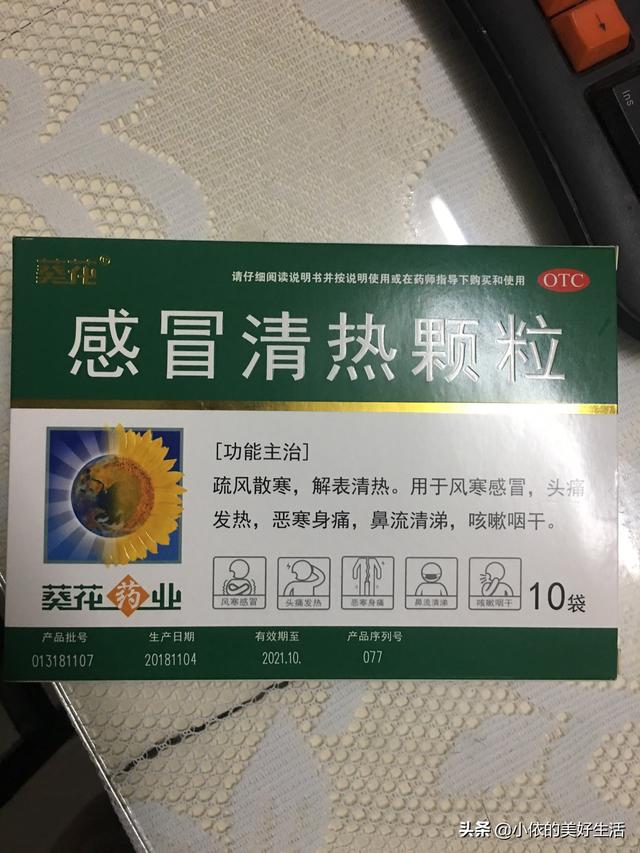 Ins
葵花®
请仔细阅读说明书并按说明使用或在药师指导下购买和使用
OTC
感冒清热颗粒
[功能主治]
疏风散寒，解表清热。用于风寒感冒，头痛
发热，恶寒身痛，鼻流清涕，咳嗽咽干。
风寒感冒 头痛发热 恶寒身痛 鼻流清涕 咳嗽咽干 10袋
葵花药业
产品批号 生产日期 有效期至 产品序列号
013181107 20181104 2021.10. 077
头条 @小依的美好生活